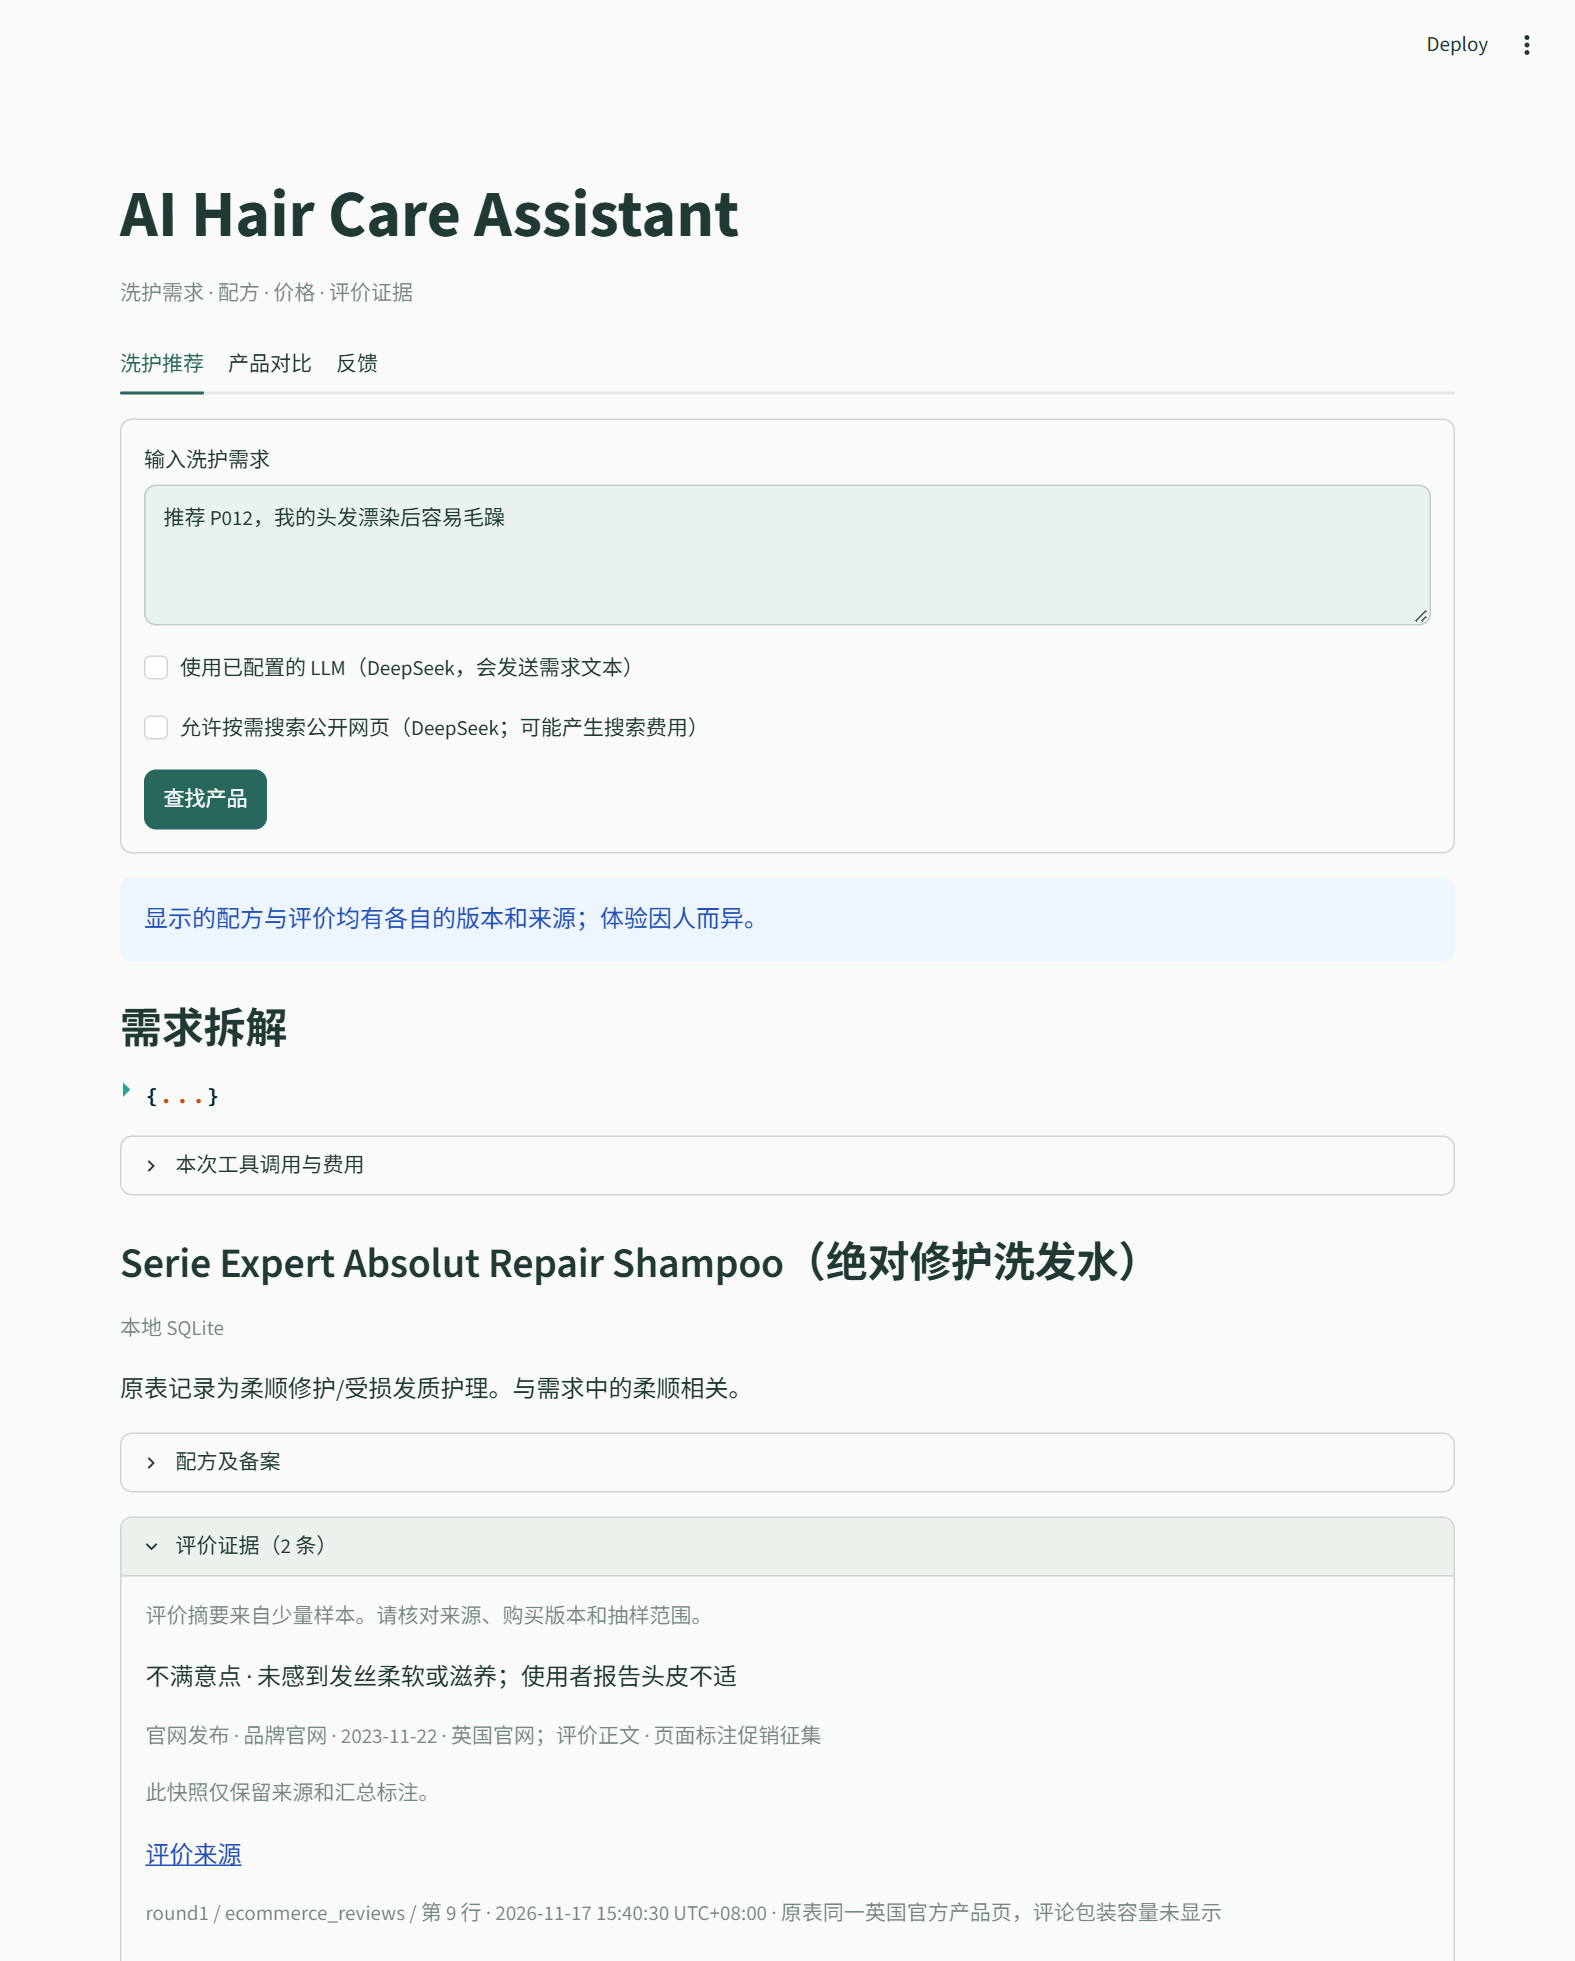 Deploy
AI Hair Care Assistant
洗护需求 · 配方 · 价格 · 评价证据
洗护推荐 产品对比 反馈
输入洗护需求
推荐 P012，我的头发漂染后容易毛躁
使用已配置的 LLM（DeepSeek，会发送需求文本）
允许按需搜索公开网页（DeepSeek；可能产生搜索费用）
查找产品
显示的配方与评价均有各自的版本和来源；体验因人而异。
需求拆解
{...}
本次工具调用与费用
Serie Expert Absolut Repair Shampoo（绝对修护洗发水）
本地 SQLite
原表记录为柔顺修护/受损发质护理。与需求中的柔顺相关。
配方及备案
评价证据（2 条）
评价摘要来自少量样本。请核对来源、购买版本和抽样范围。
不满意点 · 未感到发丝柔软或滋养；使用者报告头皮不适
官网发布 · 品牌官网 · 2023-11-22 · 英国官网；评价正文 · 页面标注促销征集
此快照仅保留来源和汇总标注。
评价来源
round1 / ecommerce_reviews / 第 9 行 · 2026-11-17 15:40:30 UTC+08:00 · 原表同一英国官方产品页，评论包装容量未显示